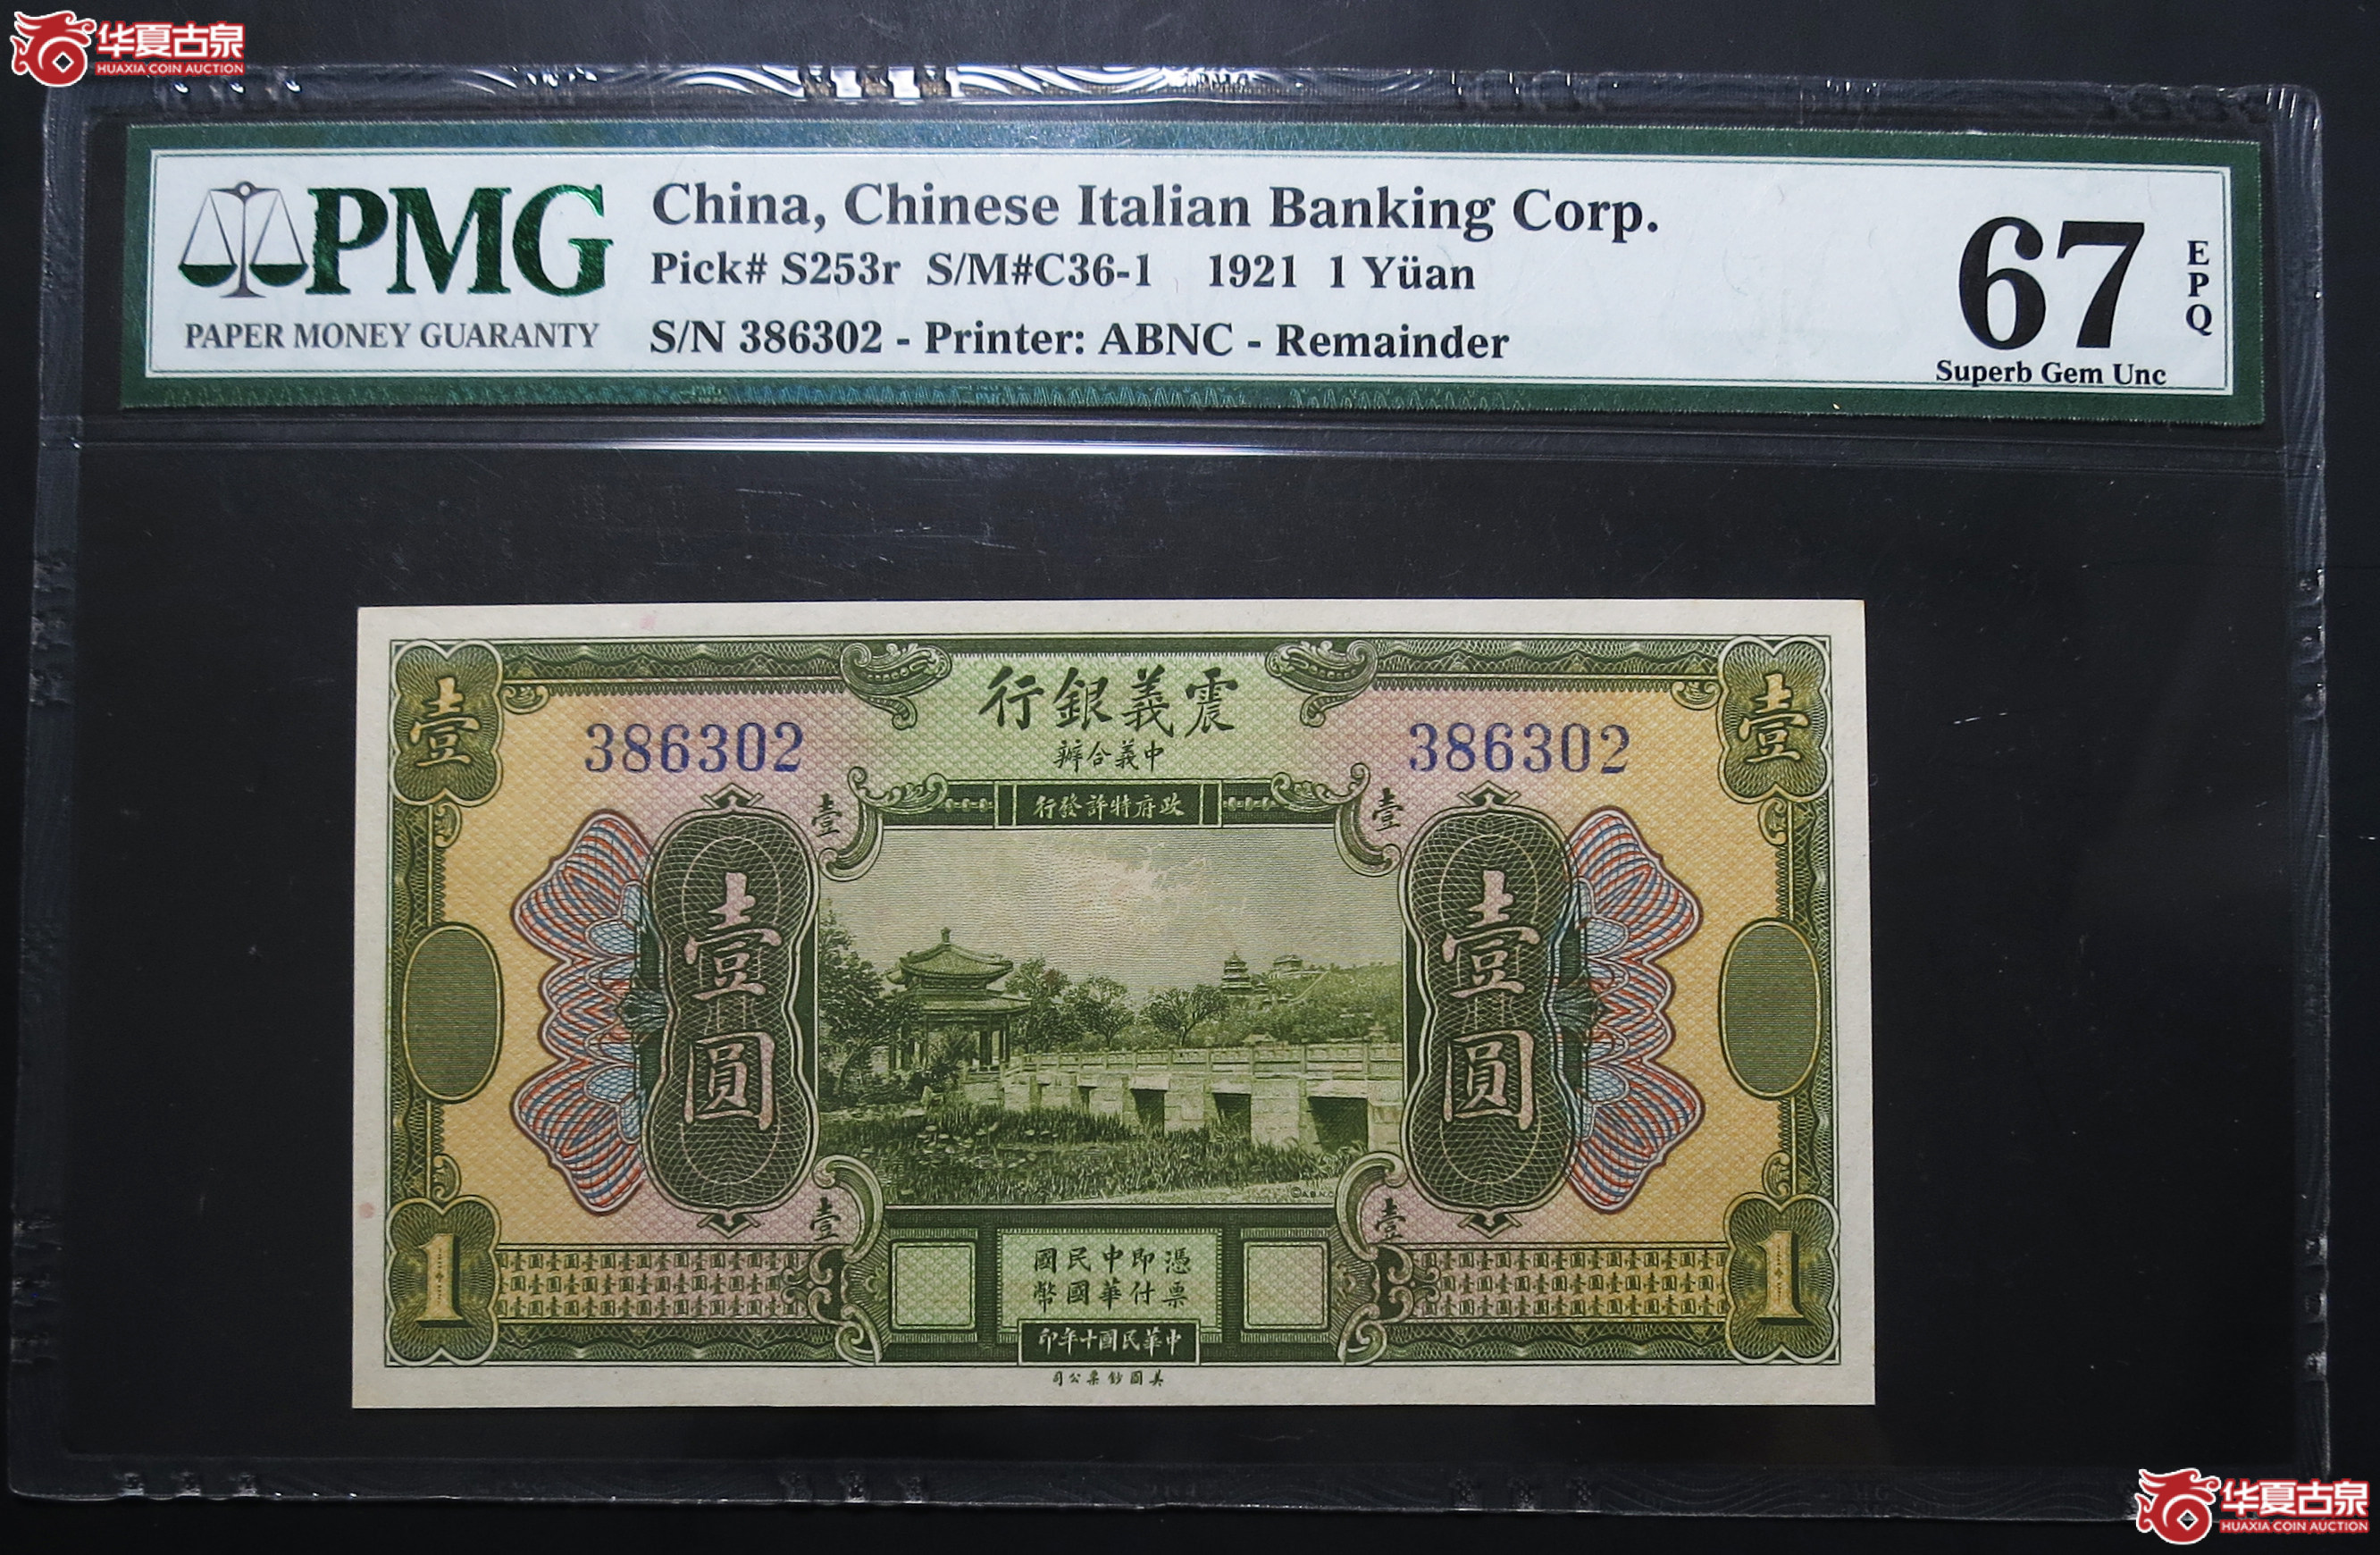 华夏古泉
HUAXIA COIN AUCTION
PMG
PAPER MONEY GUARANTY
China, Chinese Italian Banking Corp.
Pick# S253r S/M#C36-1 1921 1 Yüan
S/N 386302 - Printer: ABNC - Remainder
67
EPQ
Superb Gem Unc
壹
行銀義震
壹
386302
辦合義中
386302
壹
行發許特府政
壹
壹圓
壹圓
©ABNCo
壹
壹
國民中即憑
幣國華付票
1
1
印年十國民華中
司公票鈔國美
华夏古泉
HUAXIA COIN AUCTION